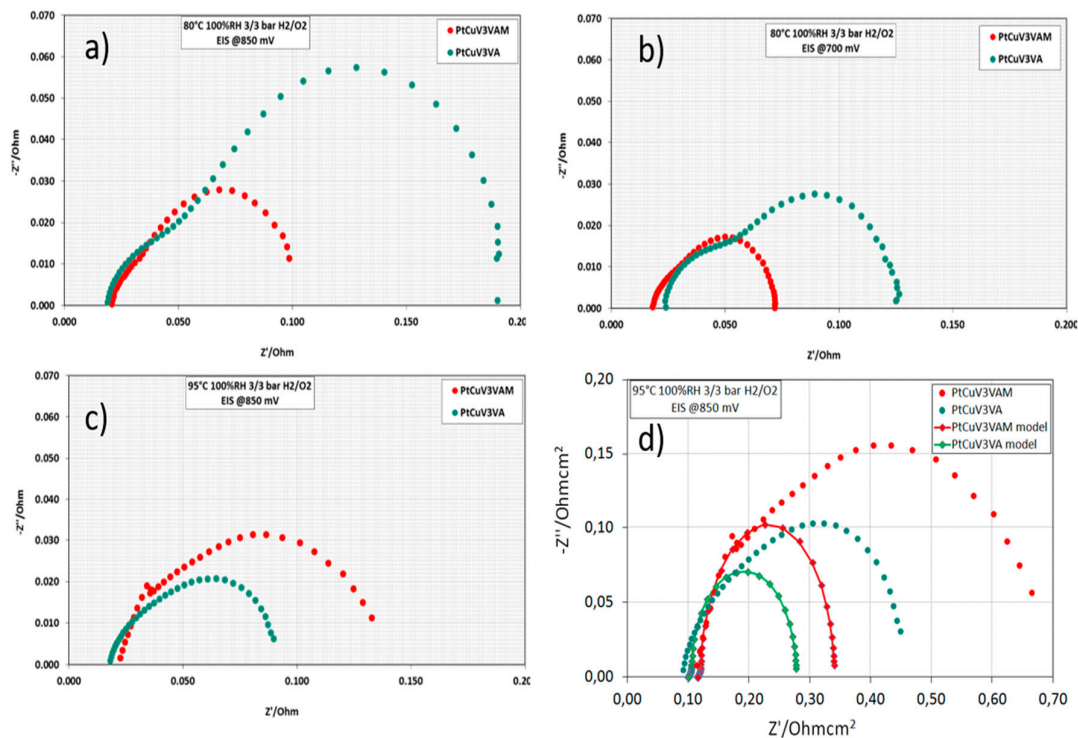 a)
80°C 100%RH 3/3 bar H2/O2
EIS @850 mV
PtCuV3VAM
PtCuV3VA
-Z''/Ohm
0.070
0.060
0.050
0.040
0.030
0.020
0.010
0.000
0.000
0.050
0.100
0.150
0.20
Z'/Ohm
b)
80°C 100%RH 3/3 bar H2/O2
EIS @700 mV
PtCuV3VAM
PtCuV3VA
-Z''/Ohm
0.070
0.060
0.050
0.040
0.030
0.020
0.010
0.000
0.000
0.050
0.100
0.150
0.200
Z'/Ohm
c)
95°C 100%RH 3/3 bar H2/O2
EIS @850 mV
PtCuV3VAM
PtCuV3VA
-Z''/Ohm
0.070
0.060
0.050
0.040
0.030
0.020
0.010
0.000
0.000
0.050
0.100
0.150
0.20
Z'/Ohm
d)
95°C 100%RH 3/3 bar H2/O2
EIS @850 mV
PtCuV3VAM
PtCuV3VA
PtCuV3VAM model
PtCuV3VA model
-Z''/Ohmcm²
0,20
0,15
0,10
0,05
0,00
0,00
0,10
0,20
0,30
0,40
0,50
0,60
0,70
Z'/Ohmcm²